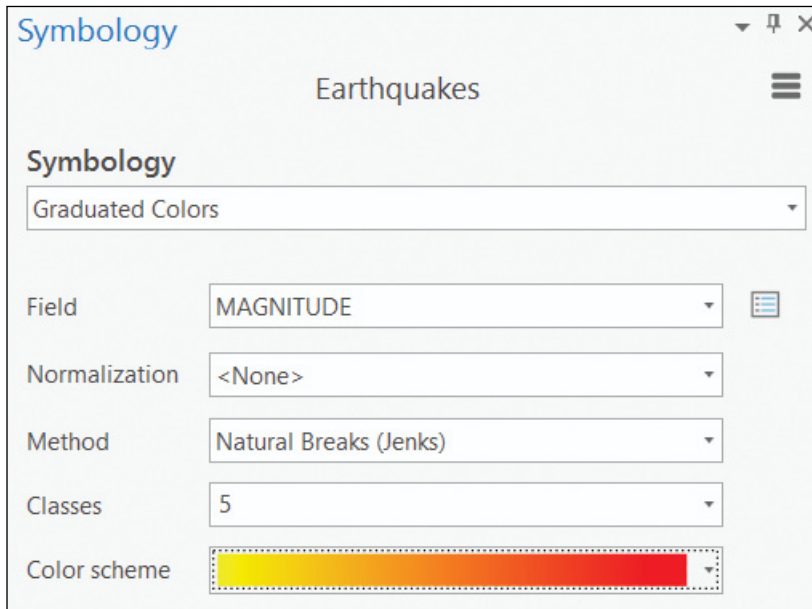 Symbology
Earthquakes
Symbology
Graduated Colors
Field MAGNITUDE
Normalization <None>
Method Natural Breaks (Jenks)
Classes 5
Color scheme